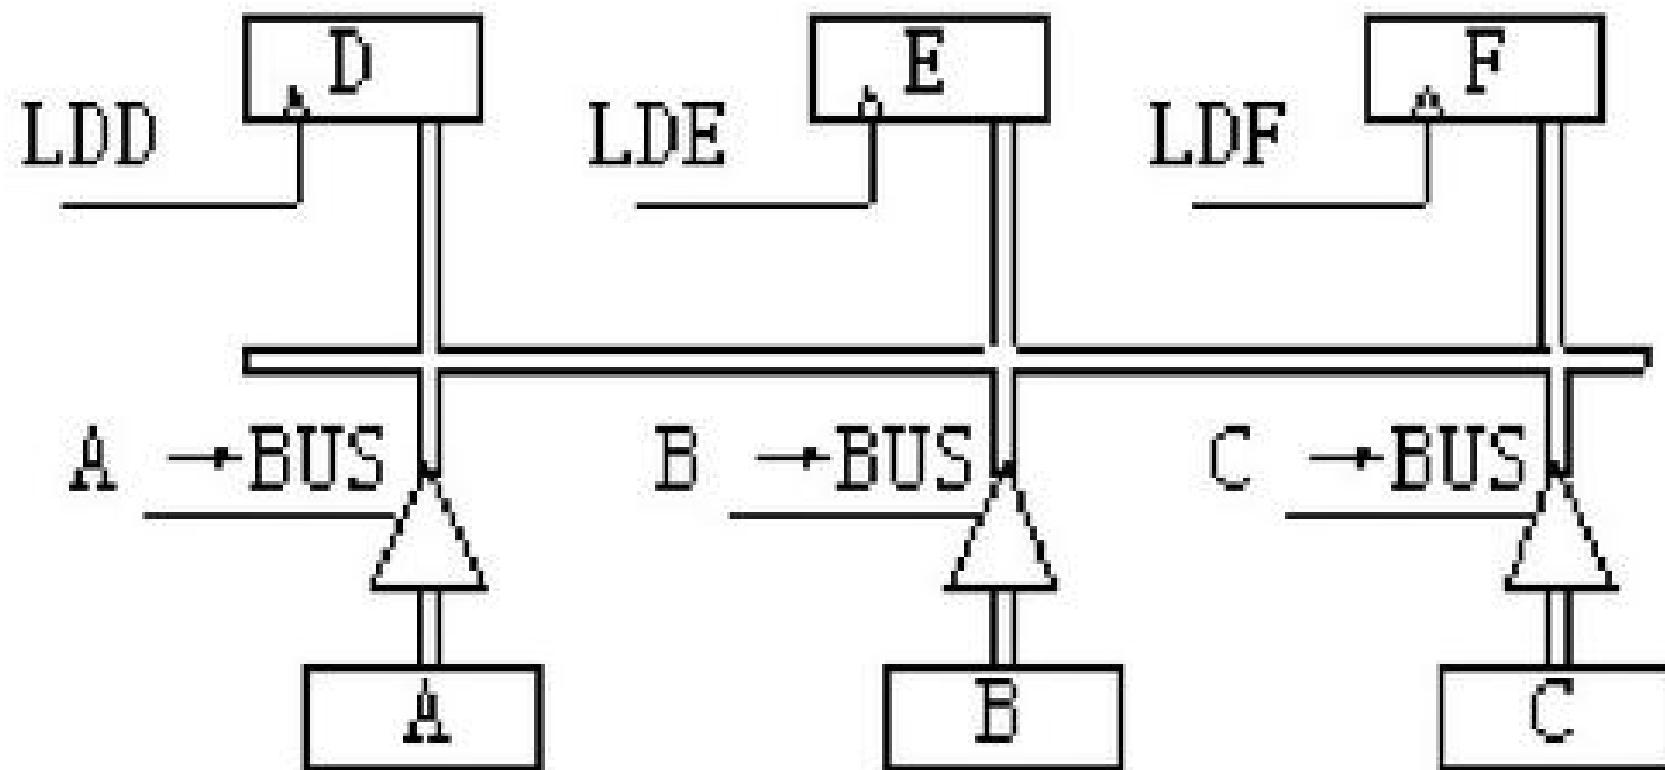 D E F
LDD LDE LDF
A →BUS B →BUS C →BUS
A B C